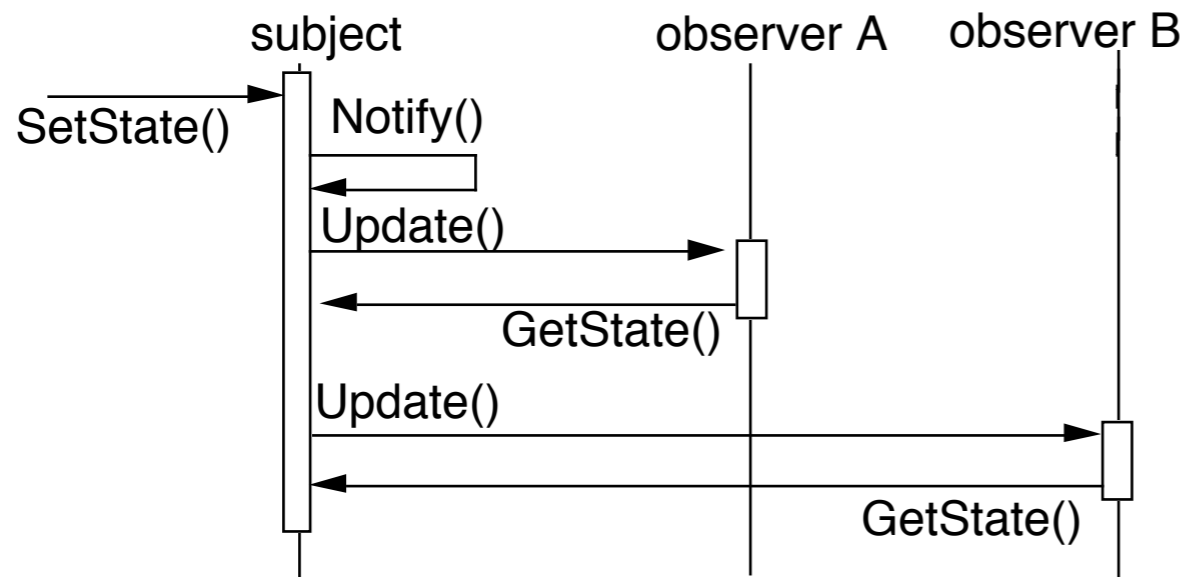 subject
observer A
observer B
SetState()
Notify()
Update()
GetState()
Update()
GetState()